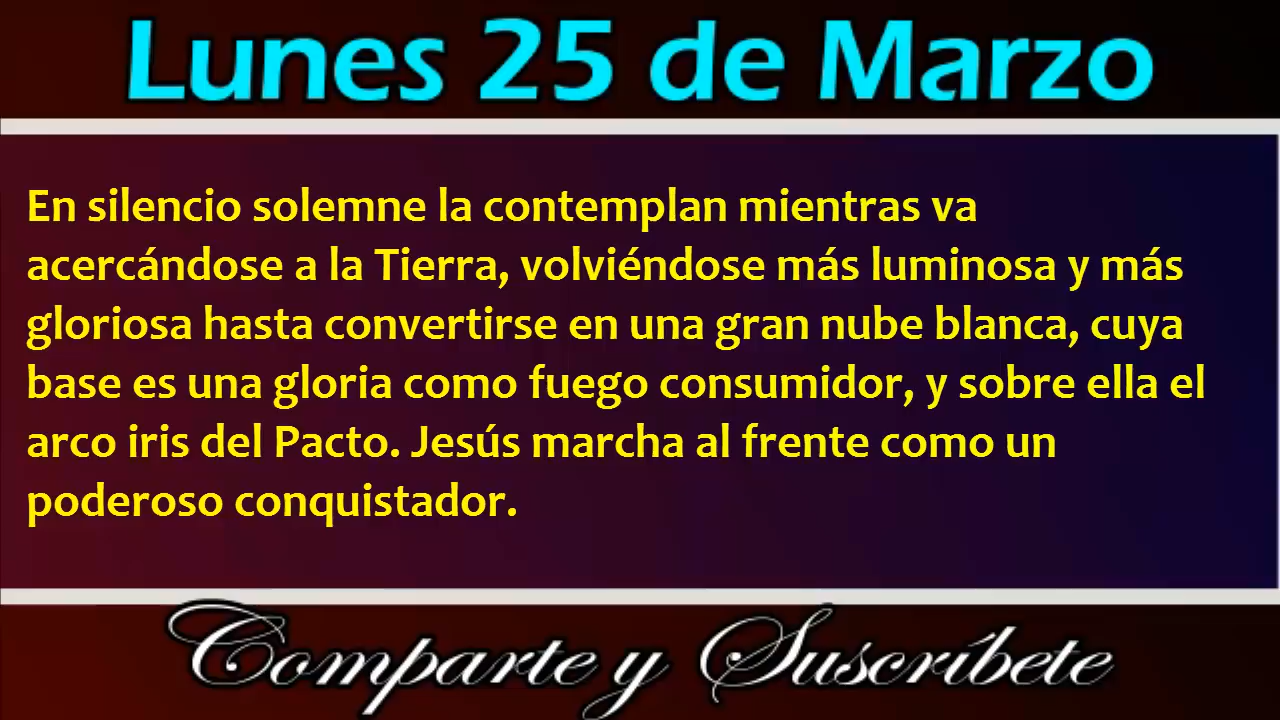 Lunes 25 de Marzo
En silencio solemne la contemplan mientras va
acercándose a la Tierra, volviéndose más luminosa y más
gloriosa hasta convertirse en una gran nube blanca, cuya
base es una gloria como fuego consumidor, y sobre ella el
arco iris del Pacto. Jesús marcha al frente como un
poderoso conquistador.
Comparte y Suscríbete